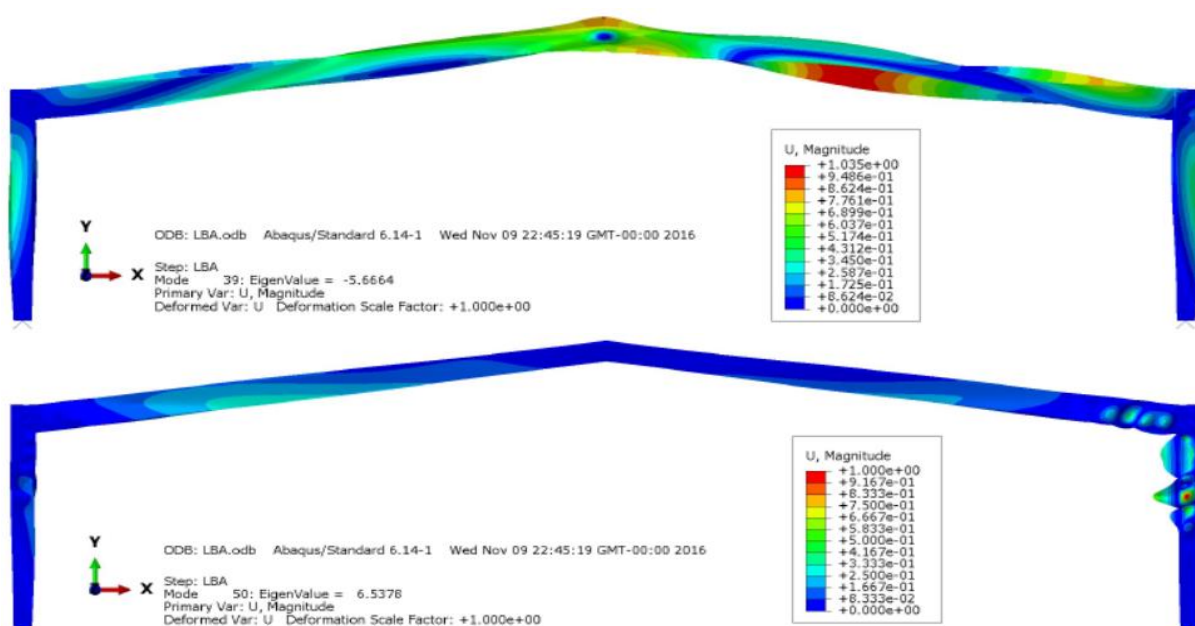 U, Magnitude
+1.035e+00
+9.486e-01
+8.624e-01
+7.761e-01
+6.899e-01
+6.037e-01
+5.174e-01
+4.312e-01
+3.450e-01
+2.587e-01
+1.725e-01
+8.624e-02
+0.000e+00
Y
X
ODB: LBA.odb Abaqus/Standard 6.14-1 Wed Nov 09 22:45:19 GMT-00:00 2016
Step: LBA
Mode 39: EigenValue = -5.6664
Primary Var: U, Magnitude
Deformed Var: U Deformation Scale Factor: +1.000e+00
U, Magnitude
+1.000e+00
+9.167e-01
+8.333e-01
+7.500e-01
+6.667e-01
+5.833e-01
+5.000e-01
+4.167e-01
+3.333e-01
+2.500e-01
+1.667e-01
+8.333e-02
+0.000e+00
Y
X
ODB: LBA.odb Abaqus/Standard 6.14-1 Wed Nov 09 22:45:19 GMT-00:00 2016
Step: LBA
Mode 50: EigenValue = 6.5378
Primary Var: U, Magnitude
Deformed Var: U Deformation Scale Factor: +1.000e+00